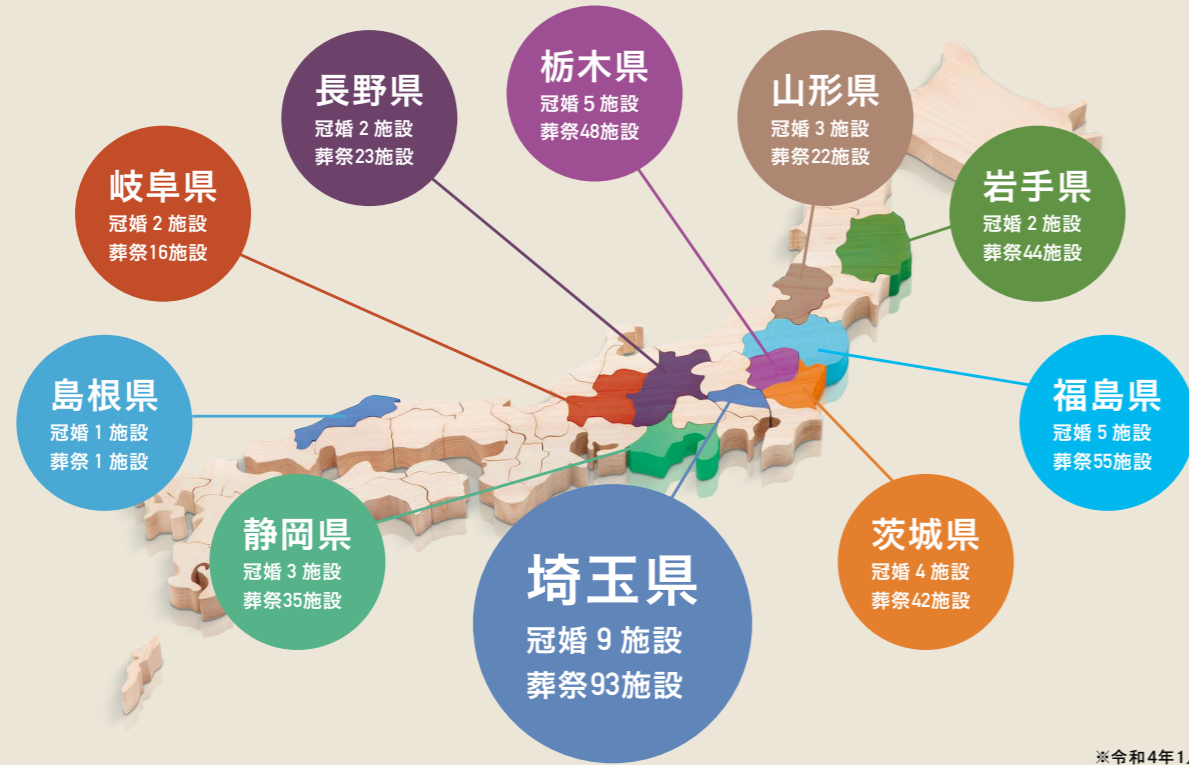 長野県
冠婚 2 施設
葬祭23施設
栃木県
冠婚 5 施設
葬祭48施設
山形県
冠婚 3 施設
葬祭22施設
岐阜県
冠婚 2 施設
葬祭16施設
岩手県
冠婚 2 施設
葬祭44施設
島根県
冠婚 1 施設
葬祭 1 施設
福島県
冠婚 5 施設
葬祭55施設
静岡県
冠婚 3 施設
葬祭35施設
埼玉県
冠婚 9 施設
葬祭93施設
茨城県
冠婚 4 施設
葬祭42施設
※令和4年1